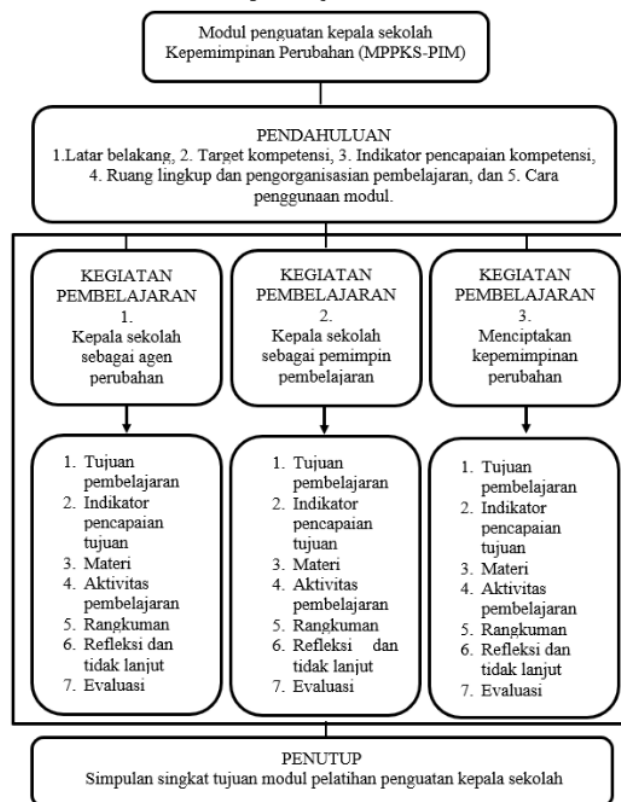 Modul penguatan kepala sekolah
Kepemimpinan Perubahan (MPPKS-PIM)
PENDAHULUAN
1.Latar belakang, 2. Target kompetensi, 3. Indikator pencapaian kompetensi,
4. Ruang lingkup dan pengorganisasian pembelajaran, dan 5. Cara
penggunaan modul.
KEGIATAN
PEMBELAJARAN
1.
Kepala sekolah
sebagai agen
perubahan
KEGIATAN
PEMBELAJARAN
2.
Kepala sekolah
sebagai pemimpin
pembelajaran
KEGIATAN
PEMBELAJARAN
3.
Menciptakan
kepemimpinan
perubahan
1. Tujuan
pembelajaran
2. Indikator
pencapaian
tujuan
3. Materi
4. Aktivitas
pembelajaran
5. Rangkuman
6. Refleksi dan
tidak lanjut
7. Evaluasi
1. Tujuan
pembelajaran
2. Indikator
pencapaian
tujuan
3. Materi
4. Aktivitas
pembelajaran
5. Rangkuman
6. Refleksi dan
tidak lanjut
7. Evaluasi
1. Tujuan
pembelajaran
2. Indikator
pencapaian
tujuan
3. Materi
4. Aktivitas
pembelajaran
5. Rangkuman
6. Refleksi dan
tidak lanjut
7. Evaluasi
PENUTUP
Simpulan singkat tujuan modul pelatihan penguatan kepala sekolah